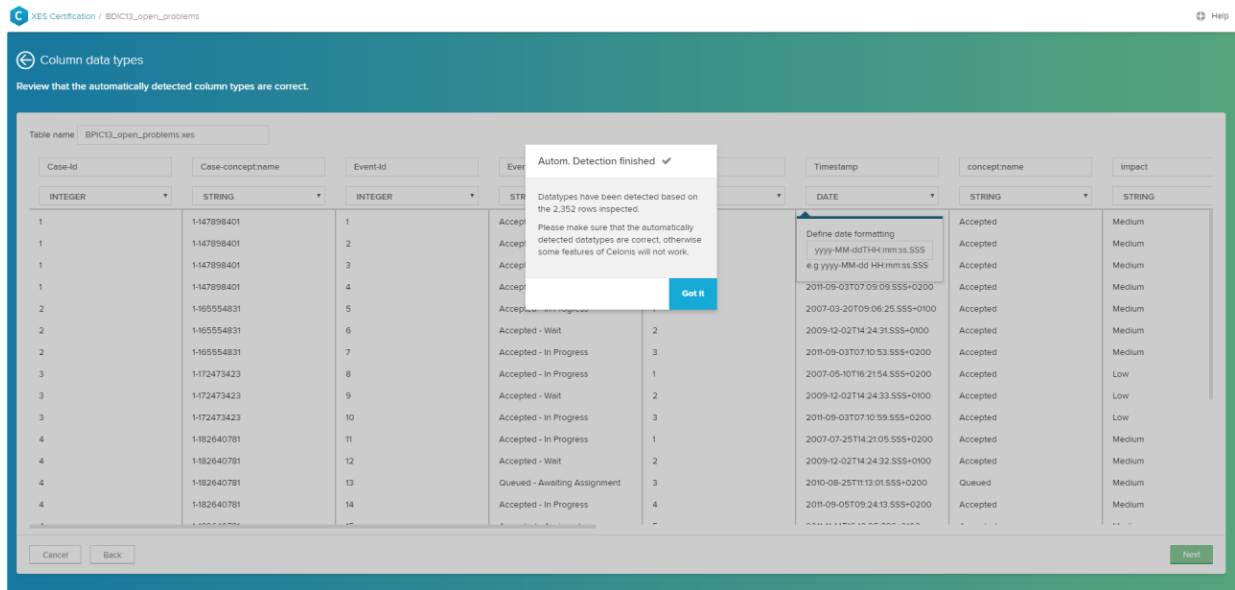 C XES Certification / BDIC13_open_problems
Help
Column data types
Review that the automatically detected column types are correct.
Table name BPIC13_open_problems.xes
Case-Id Case-concept:name Event-Id Ever Timestamp concept:name impact
INTEGER STRING INTEGER STR DATE STRING STRING
Autom. Detection finished
Datatypes have been detected based on
the 2,352 rows inspected.
Please make sure that the automatically
detected datatypes are correct, otherwise
some features of Celonis will not work.
Got it
Define date formatting
yyyy-MM-ddTHH:mm:ss.SSS
e.g yyyy-MM-dd HH:mm:ss.SSS
1 1-147898401 1 Accept Accepted Medium
1 1-147898401 2 Accept Accepted Medium
1 1-147898401 3 Accept Accepted Medium
1 1-147898401 4 Accept 2011-09-03T07:09:09.SSS+0200 Accepted Medium
2 1-165554831 5 Accepted - In Progress 1 2007-03-20T09:06:25.SSS+0100 Accepted Medium
2 1-165554831 6 Accepted - Wait 2 2009-12-02T14:24:31.SSS+0100 Accepted Medium
2 1-165554831 7 Accepted - In Progress 3 2011-09-03T07:10:53.SSS+0200 Accepted Medium
3 1-172473423 8 Accepted - In Progress 1 2007-05-10T16:21:54.SSS+0200 Accepted Low
3 1-172473423 9 Accepted - Wait 2 2009-12-02T14:24:33.SSS+0100 Accepted Low
3 1-172473423 10 Accepted - In Progress 3 2011-09-03T07:10:59.SSS+0200 Accepted Low
4 1-182640781 11 Accepted - In Progress 1 2007-07-25T14:21:05.SSS+0200 Accepted Medium
4 1-182640781 12 Accepted - Wait 2 2009-12-02T14:24:32.SSS+0100 Accepted Medium
4 1-182640781 13 Queued - Awaiting Assignment 3 2010-08-25T11:13:01.SSS+0200 Queued Medium
4 1-182640781 14 Accepted - In Progress 4 2011-09-05T09:24:13.SSS+0200 Accepted Medium
Cancel Back Next